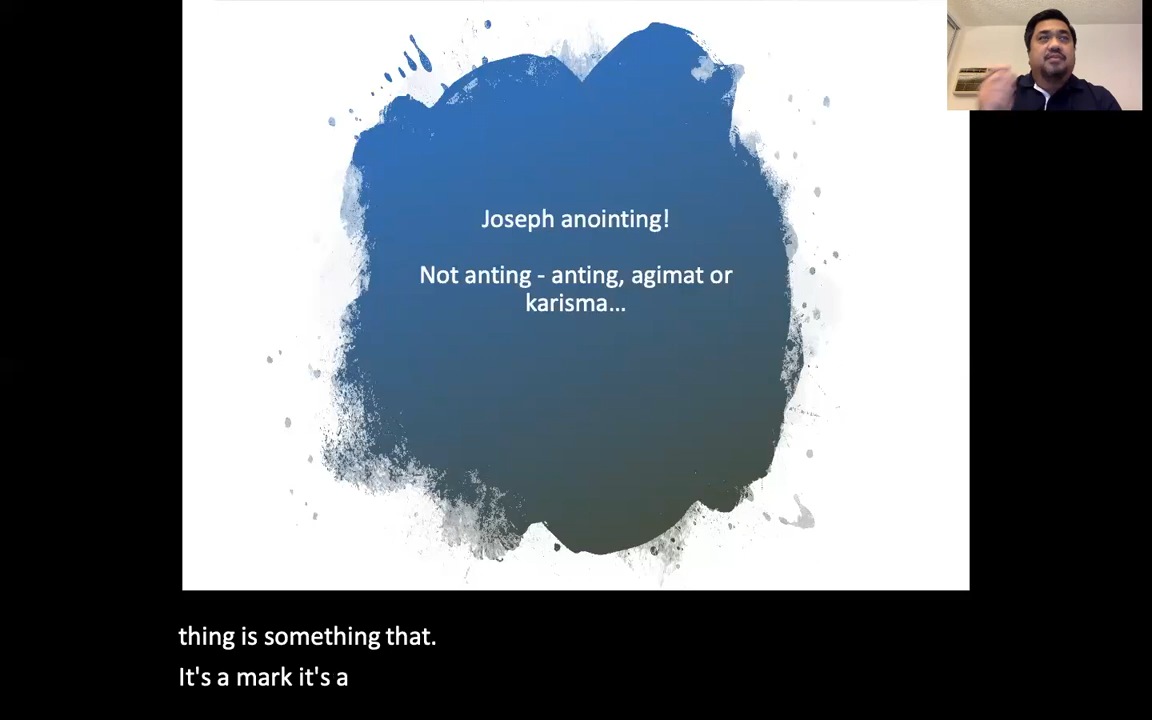 Joseph anointing!
Not anting - anting, agimat or
karisma...
thing is something that.
It's a mark it's a